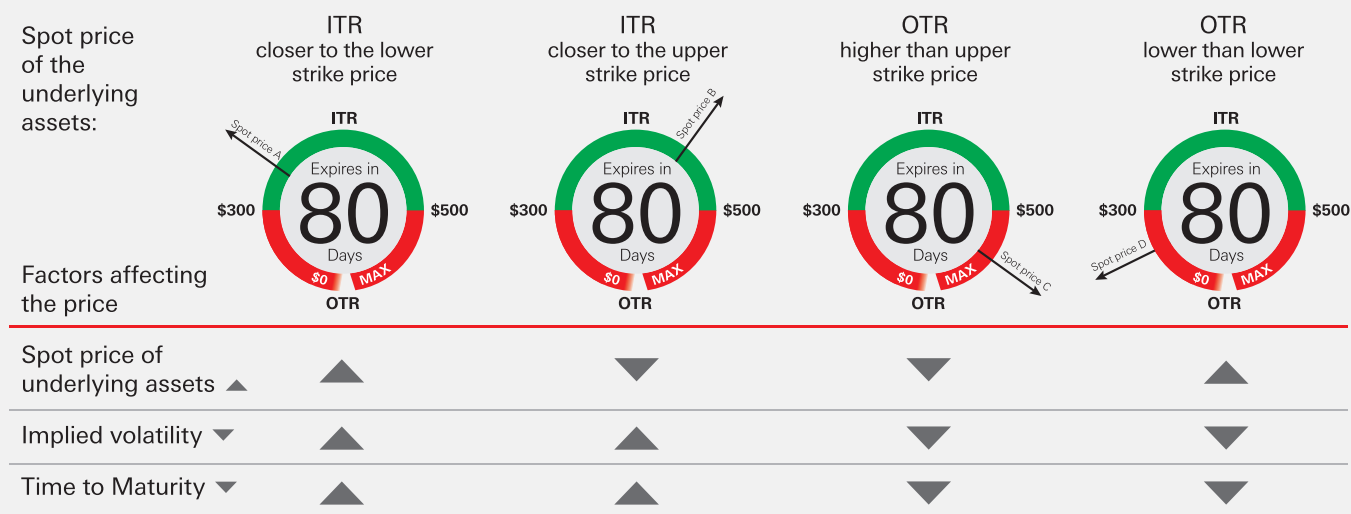 Spot price
of the
underlying
assets:
ITR
closer to the lower
strike price
ITR
closer to the upper
strike price
OTR
higher than upper
strike price
OTR
lower than lower
strike price
ITR
Spot price A
Expires in
80
Days
$300
$500
$0
MAX
OTR
ITR
Spot price B
Expires in
80
Days
$300
$500
$0
MAX
OTR
ITR
Expires in
80
Days
$300
$500
$0
MAX
Spot price C
OTR
ITR
Expires in
80
Days
$300
$500
Spot price D
$0
MAX
OTR
Factors affecting
the price
Spot price of
underlying assets
Implied volatility
Time to Maturity